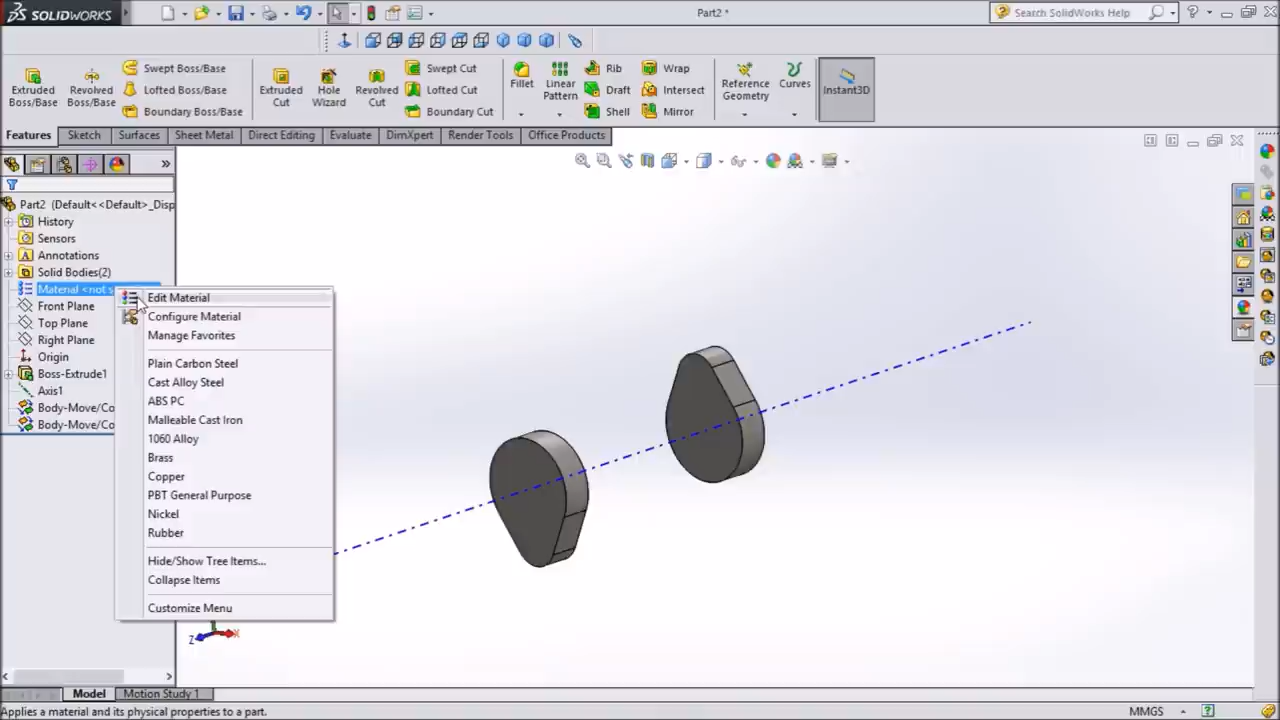 SOLIDWORKS
Part2 *
Search SolidWorks Help
Extruded Boss/Base
Revolved Boss/Base
Swept Boss/Base
Lofted Boss/Base
Boundary Boss/Base
Extruded Cut
Hole Wizard
Revolved Cut
Swept Cut
Lofted Cut
Boundary Cut
Fillet
Linear Pattern
Rib
Draft
Shell
Wrap
Intersect
Mirror
Reference Geometry
Curves
Instant3D
Features
Sketch
Surfaces
Sheet Metal
Direct Editing
Evaluate
DimXpert
Render Tools
Office Products
Part2 (Default<<Default>_Disp
History
Sensors
Annotations
Solid Bodies(2)
Material <not s
Front Plane
Top Plane
Right Plane
Origin
Boss-Extrude1
Axis1
Body-Move/Co
Body-Move/Co
Edit Material
Configure Material
Manage Favorites
Plain Carbon Steel
Cast Alloy Steel
ABS PC
Malleable Cast Iron
1060 Alloy
Brass
Copper
PBT General Purpose
Nickel
Rubber
Hide/Show Tree Items...
Collapse Items
Customize Menu
Z
X
Model
Motion Study 1
Applies a material and its physical properties to a part.
MMGS